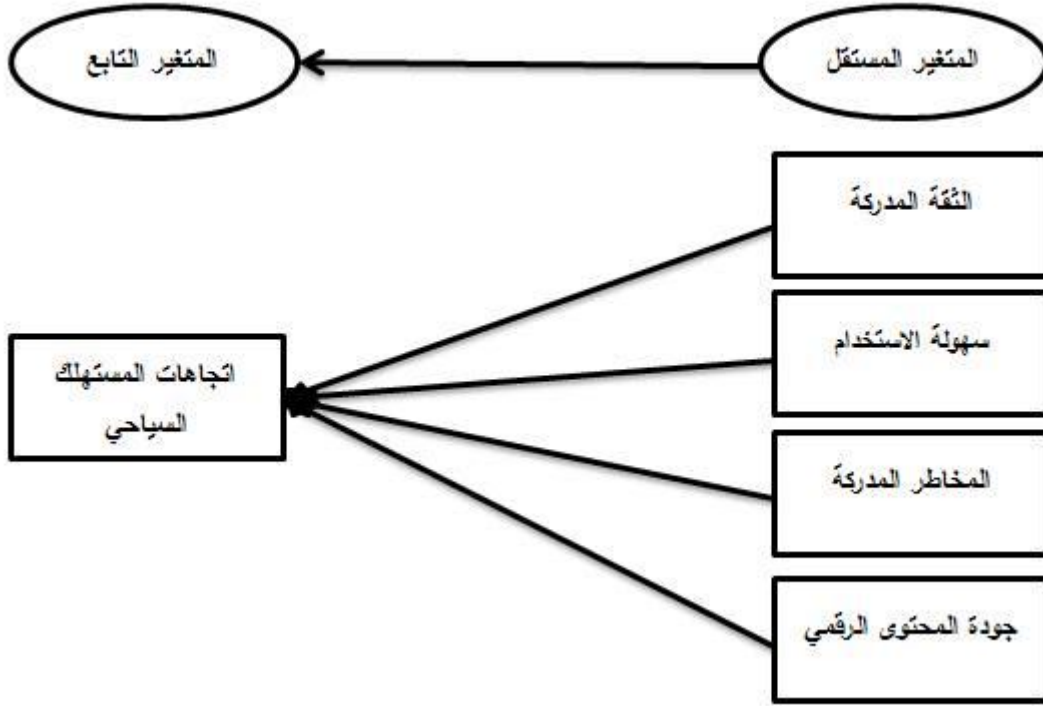 المتغير المستقل
المتغير التابع
الثقة المدركة
سهولة الاستخدام
المخاطر المدركة
جودة المحتوى الرقمي
اتجاهات المستهلك
السياحي